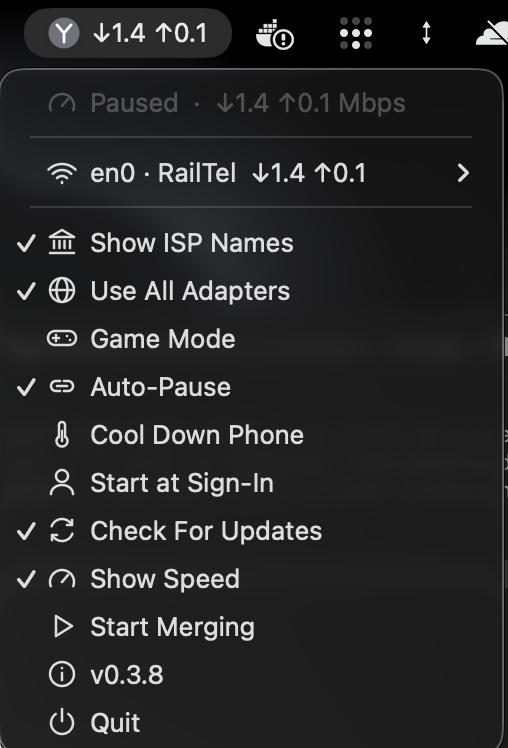 Y ↓1.4 ↑0.1
Paused · ↓1.4 ↑0.1 Mbps
en0 · RailTel ↓1.4 ↑0.1
Show ISP Names
Use All Adapters
Game Mode
Auto-Pause
Cool Down Phone
Start at Sign-In
Check For Updates
Show Speed
Start Merging
v0.3.8
Quit